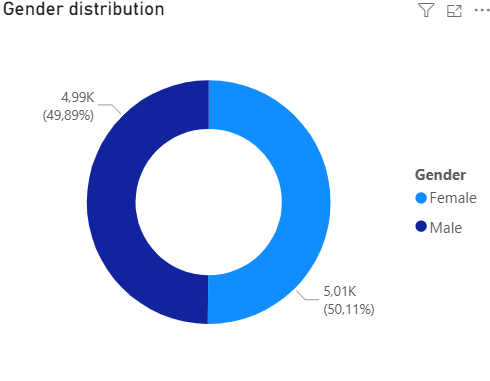 Gender distribution
4,99K
(49,89%)
Gender
Female
Male
5,01K
(50,11%)